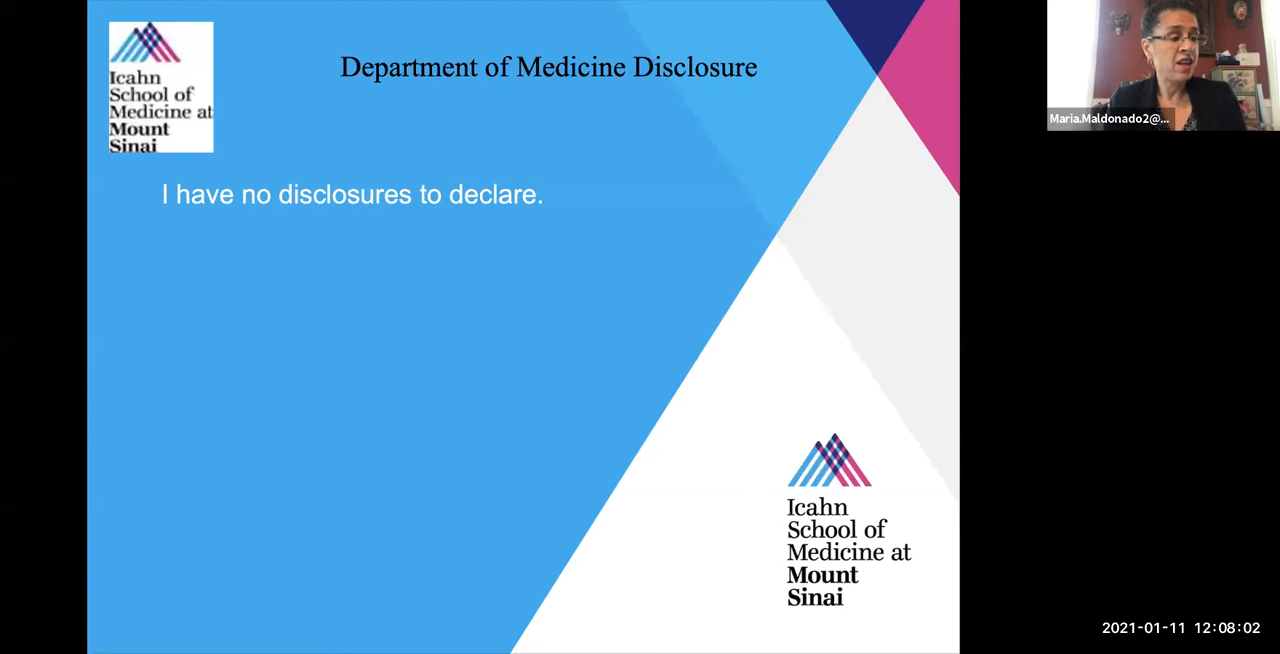 Icahn
School of
Medicine at
Mount
Sinai
Department of Medicine Disclosure
I have no disclosures to declare.
Maria.Maldonado2@...
Icahn
School of
Medicine at
Mount
Sinai
2021-01-11 12:08:02